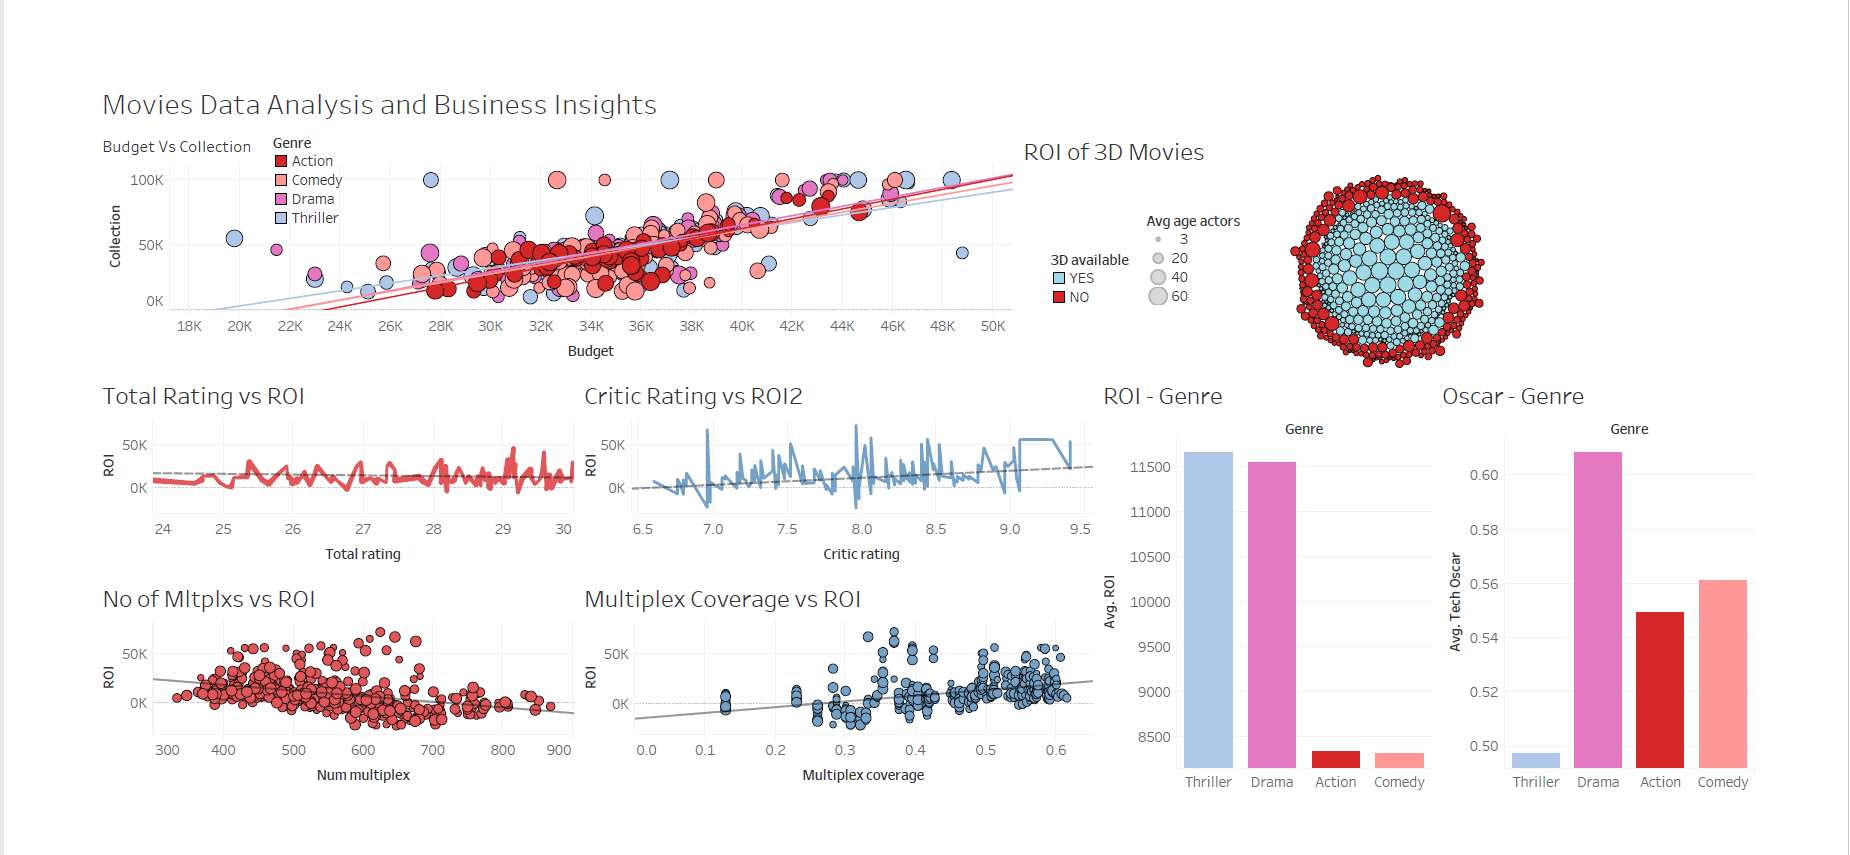 Movies Data Analysis and Business Insights
Budget Vs Collection
Genre
Action
Comedy
Drama
Thriller
100K
50K
0K
Collection
18K 20K 22K 24K 26K 28K 30K 32K 34K 36K 38K 40K 42K 44K 46K 48K 50K
Budget
ROI of 3D Movies
3D available
YES
NO
Avg age actors
3
20
40
60
Total Rating vs ROI
50K
0K
ROI
24 25 26 27 28 29 30
Total rating
Critic Rating vs ROI2
50K
0K
ROI
6.5 7.0 7.5 8.0 8.5 9.0 9.5
Critic rating
No of Mltplxs vs ROI
50K
0K
ROI
300 400 500 600 700 800 900
Num multiplex
Multiplex Coverage vs ROI
50K
0K
ROI
0.0 0.1 0.2 0.3 0.4 0.5 0.6
Multiplex coverage
ROI - Genre
Genre
11500
11000
10500
10000
9500
9000
8500
Avg. ROI
Thriller Drama Action Comedy
Oscar - Genre
Genre
0.60
0.58
0.56
0.54
0.52
0.50
Avg. Tech Oscar
Thriller Drama Action Comedy